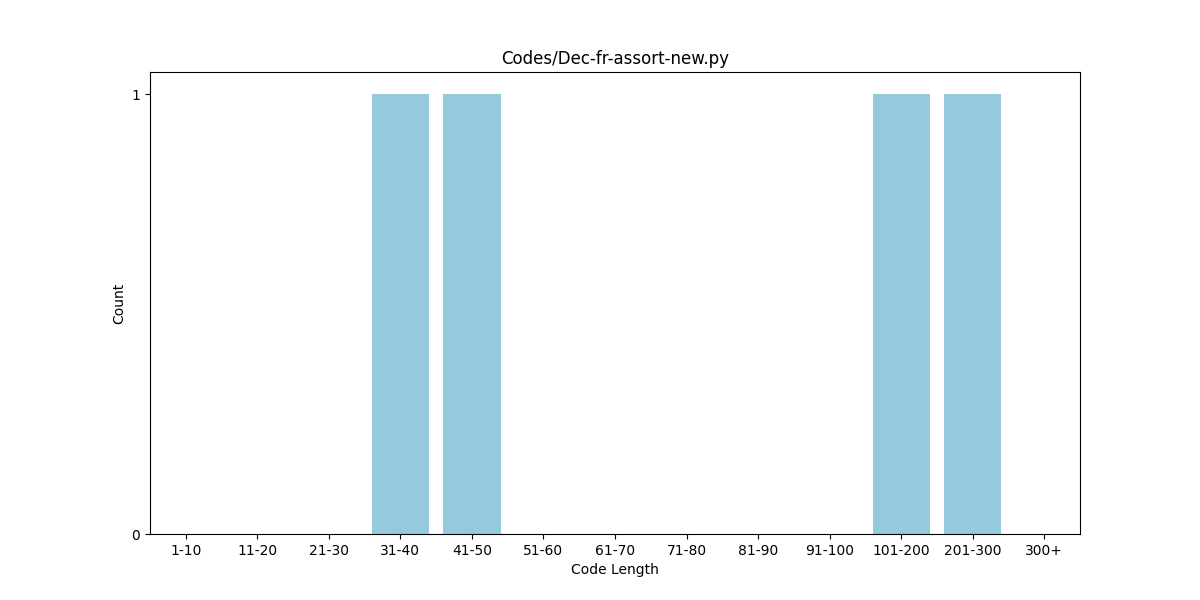 Codes/Dec-fr-assort-new.py
1
Count
0
1-10 11-20 21-30 31-40 41-50 51-60 61-70 71-80 81-90 91-100 101-200 201-300 300+
Code Length